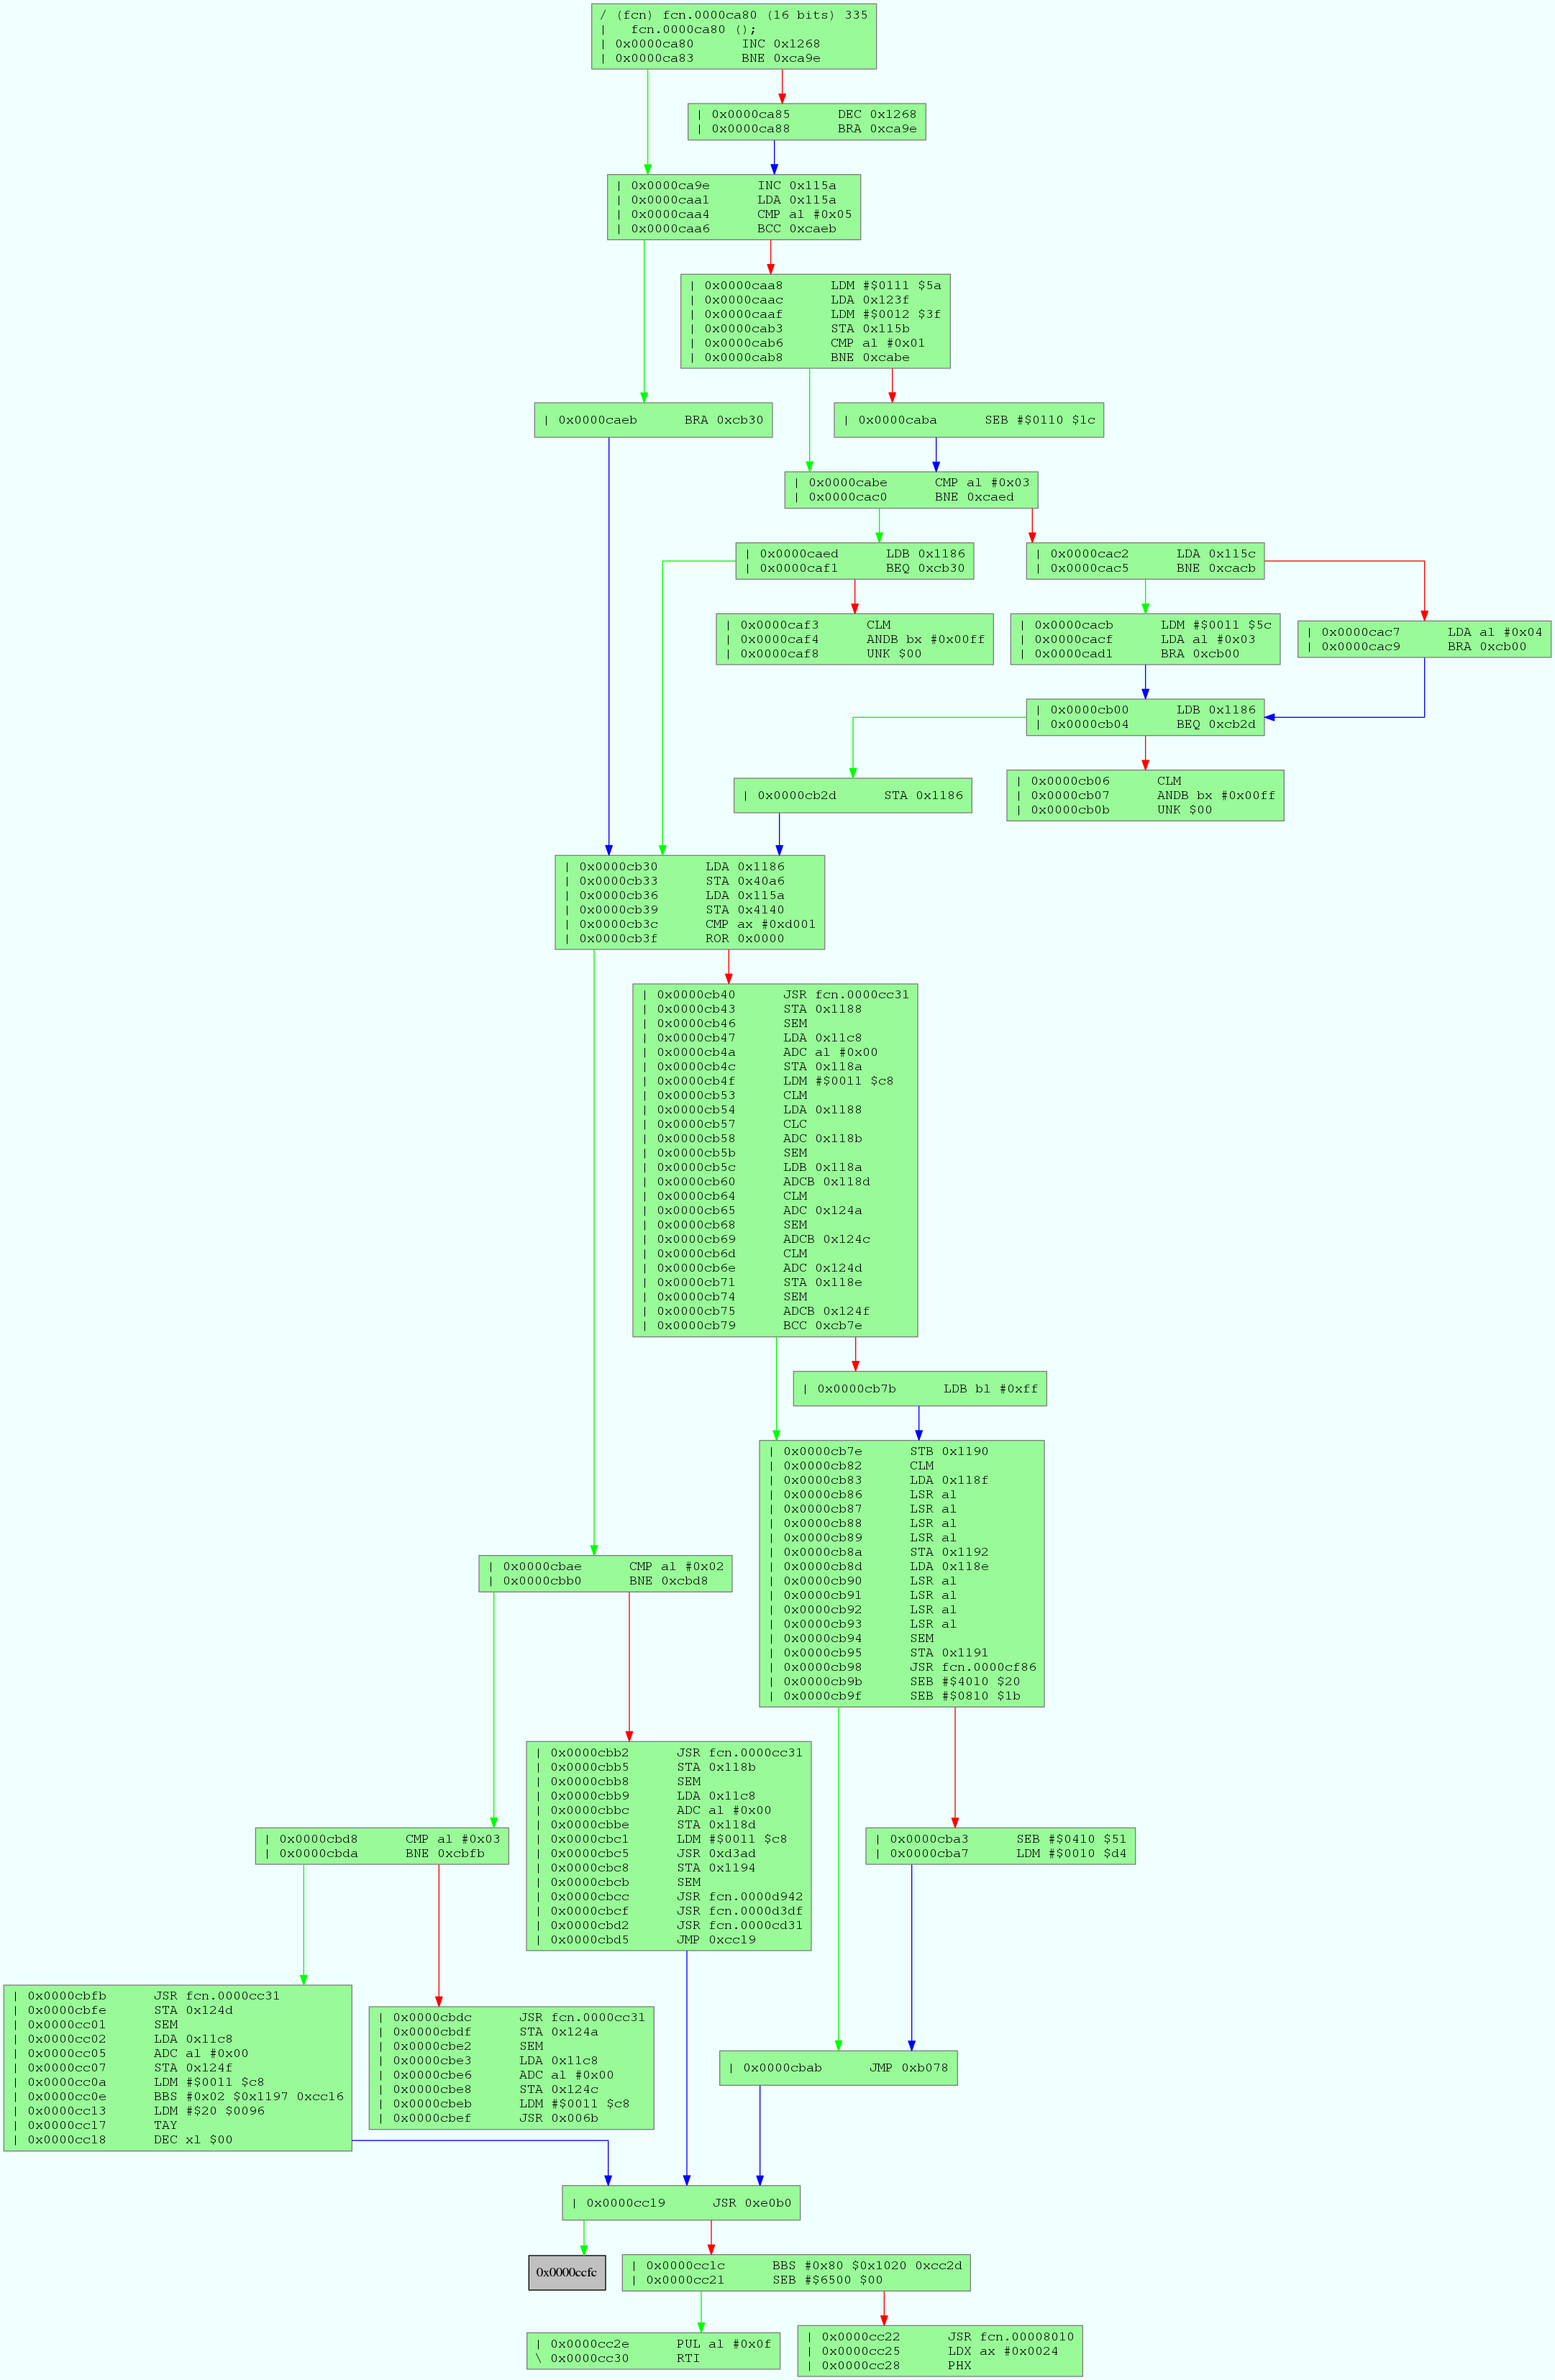 / (fcn) fcn.0000ca80 (16 bits) 335
|   fcn.0000ca80 ();
| 0x0000ca80      INC 0x1268
| 0x0000ca83      BNE 0xca9e
| 0x0000ca85      DEC 0x1268
| 0x0000ca88      BRA 0xca9e
| 0x0000ca9e      INC 0x115a
| 0x0000caa1      LDA 0x115a
| 0x0000caa4      CMP al #0x05
| 0x0000caa6      BCC 0xcaeb
| 0x0000caa8      LDM #$0111 $5a
| 0x0000caac      LDA 0x123f
| 0x0000caaf      LDM #$0012 $3f
| 0x0000cab3      STA 0x115b
| 0x0000cab6      CMP al #0x01
| 0x0000cab8      BNE 0xcabe
| 0x0000caeb      BRA 0xcb30
| 0x0000caba      SEB #$0110 $1c
| 0x0000cabe      CMP al #0x03
| 0x0000cac0      BNE 0xcaed
| 0x0000caed      LDB 0x1186
| 0x0000caf1      BEQ 0xcb30
| 0x0000cac2      LDA 0x115c
| 0x0000cac5      BNE 0xcacb
| 0x0000caf3      CLM
| 0x0000caf4      ANDB bx #0x00ff
| 0x0000caf8      UNK $00
| 0x0000cacb      LDM #$0011 $5c
| 0x0000cacf      LDA al #0x03
| 0x0000cad1      BRA 0xcb00
| 0x0000cac7      LDA al #0x04
| 0x0000cac9      BRA 0xcb00
| 0x0000cb00      LDB 0x1186
| 0x0000cb04      BEQ 0xcb2d
| 0x0000cb2d      STA 0x1186
| 0x0000cb06      CLM
| 0x0000cb07      ANDB bx #0x00ff
| 0x0000cb0b      UNK $00
| 0x0000cb30      LDA 0x1186
| 0x0000cb33      STA 0x40a6
| 0x0000cb36      LDA 0x115a
| 0x0000cb39      STA 0x4140
| 0x0000cb3c      CMP ax #0xd001
| 0x0000cb3f      ROR 0x0000
| 0x0000cb40      JSR fcn.0000cc31
| 0x0000cb43      STA 0x1188
| 0x0000cb46      SEM
| 0x0000cb47      LDA 0x11c8
| 0x0000cb4a      ADC al #0x00
| 0x0000cb4c      STA 0x118a
| 0x0000cb4f      LDM #$0011 $c8
| 0x0000cb53      CLM
| 0x0000cb54      LDA 0x1188
| 0x0000cb57      CLC
| 0x0000cb58      ADC 0x118b
| 0x0000cb5b      SEM
| 0x0000cb5c      LDB 0x118a
| 0x0000cb60      ADCB 0x118d
| 0x0000cb64      CLM
| 0x0000cb65      ADC 0x124a
| 0x0000cb68      SEM
| 0x0000cb69      ADCB 0x124c
| 0x0000cb6d      CLM
| 0x0000cb6e      ADC 0x124d
| 0x0000cb71      STA 0x118e
| 0x0000cb74      SEM
| 0x0000cb75      ADCB 0x124f
| 0x0000cb79      BCC 0xcb7e
| 0x0000cb7b      LDB bl #0xff
| 0x0000cb7e      STB 0x1190
| 0x0000cb82      CLM
| 0x0000cb83      LDA 0x118f
| 0x0000cb86      LSR al
| 0x0000cb87      LSR al
| 0x0000cb88      LSR al
| 0x0000cb89      LSR al
| 0x0000cb8a      STA 0x1192
| 0x0000cb8d      LDA 0x118e
| 0x0000cb90      LSR al
| 0x0000cb91      LSR al
| 0x0000cb92      LSR al
| 0x0000cb93      LSR al
| 0x0000cb94      SEM
| 0x0000cb95      STA 0x1191
| 0x0000cb98      JSR fcn.0000cf86
| 0x0000cb9b      SEB #$4010 $20
| 0x0000cb9f      SEB #$0810 $1b
| 0x0000cbae      CMP al #0x02
| 0x0000cbb0      BNE 0xcbd8
| 0x0000cbb2      JSR fcn.0000cc31
| 0x0000cbb5      STA 0x118b
| 0x0000cbb8      SEM
| 0x0000cbb9      LDA 0x11c8
| 0x0000cbbc      ADC al #0x00
| 0x0000cbbe      STA 0x118d
| 0x0000cbc1      LDM #$0011 $c8
| 0x0000cbc5      JSR 0xd3ad
| 0x0000cbc8      STA 0x1194
| 0x0000cbcb      SEM
| 0x0000cbcc      JSR fcn.0000d942
| 0x0000cbcf      JSR fcn.0000d3df
| 0x0000cbd2      JSR fcn.0000cd31
| 0x0000cbd5      JMP 0xcc19
| 0x0000cbd8      CMP al #0x03
| 0x0000cbda      BNE 0xcbfb
| 0x0000cba3      SEB #$0410 $51
| 0x0000cba7      LDM #$0010 $d4
| 0x0000cbfb      JSR fcn.0000cc31
| 0x0000cbfe      STA 0x124d
| 0x0000cc01      SEM
| 0x0000cc02      LDA 0x11c8
| 0x0000cc05      ADC al #0x00
| 0x0000cc07      STA 0x124f
| 0x0000cc0a      LDM #$0011 $c8
| 0x0000cc0e      BBS #0x02 $0x1197 0xcc16
| 0x0000cc13      LDM #$20 $0096
| 0x0000cc17      TAY
| 0x0000cc18      DEC xl $00
| 0x0000cbdc      JSR fcn.0000cc31
| 0x0000cbdf      STA 0x124a
| 0x0000cbe2      SEM
| 0x0000cbe3      LDA 0x11c8
| 0x0000cbe6      ADC al #0x00
| 0x0000cbe8      STA 0x124c
| 0x0000cbeb      LDM #$0011 $c8
| 0x0000cbef      JSR 0x006b
| 0x0000cbab      JMP 0xb078
| 0x0000cc19      JSR 0xe0b0
0x0000ccfc
| 0x0000cc1c      BBS #0x80 $0x1020 0xcc2d
| 0x0000cc21      SEB #$6500 $00
| 0x0000cc2e      PUL al #0x0f
\ 0x0000cc30      RTI
| 0x0000cc22      JSR fcn.00008010
| 0x0000cc25      LDX ax #0x0024
| 0x0000cc28      PHX